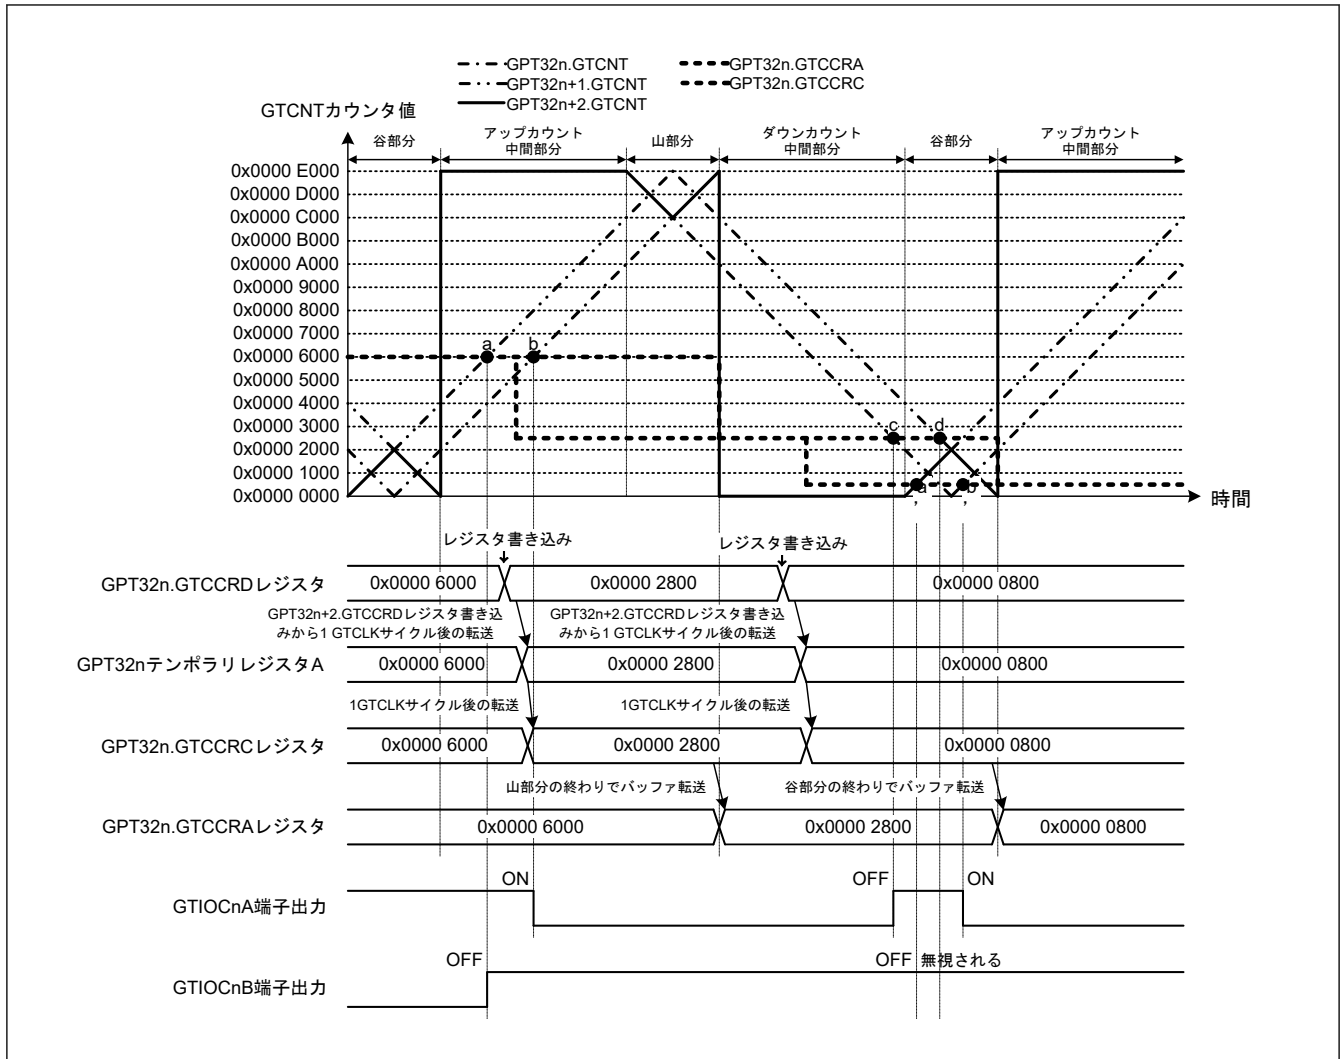 GPT32n.GTCNT
GPT32n+1.GTCNT
GPT32n+2.GTCNT
GPT32n.GTCCRA
GPT32n.GTCCRC
GTCNTカウンタ値
谷部分
アップカウント
中間部分
山部分
ダウンカウント
中間部分
谷部分
アップカウント
中間部分
0x0000 E000
0x0000 D000
0x0000 C000
0x0000 B000
0x0000 A000
0x0000 9000
0x0000 8000
0x0000 7000
0x0000 6000
0x0000 5000
0x0000 4000
0x0000 3000
0x0000 2000
0x0000 1000
0x0000 0000
a
b
c
d
a'
b'
時間
レジスタ書き込み
レジスタ書き込み
GPT32n.GTCCRDレジスタ
0x0000 6000
0x0000 2800
0x0000 0800
GPT32n+2.GTCCRDレジスタ書き込
みから1 GTCLKサイクル後の転送
GPT32n+2.GTCCRDレジスタ書き込
みから1 GTCLKサイクル後の転送
GPT32nテンポラリレジスタA
0x0000 6000
0x0000 2800
0x0000 0800
1GTCLKサイクル後の転送
1GTCLKサイクル後の転送
GPT32n.GTCCRCレジスタ
0x0000 6000
0x0000 2800
0x0000 0800
山部分の終わりでバッファ転送
谷部分の終わりでバッファ転送
GPT32n.GTCCRAレジスタ
0x0000 6000
0x0000 2800
0x0000 0800
ON
OFF
ON
GTIOCnA端子出力
OFF
OFF
無視される
GTIOCnB端子出力